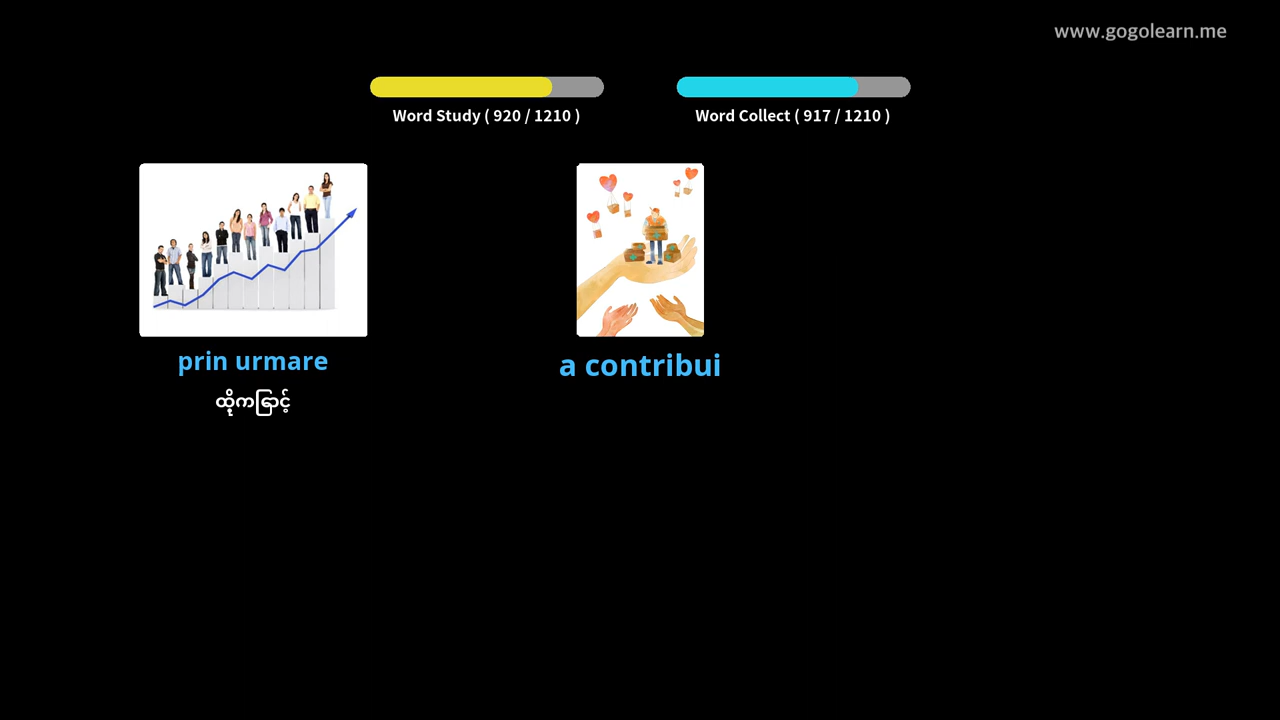 www.gogolearn.me
Word Study ( 920 / 1210 )
Word Collect ( 917 / 1210 )
prin urmare
ထို့ကြောင့်
a contribui